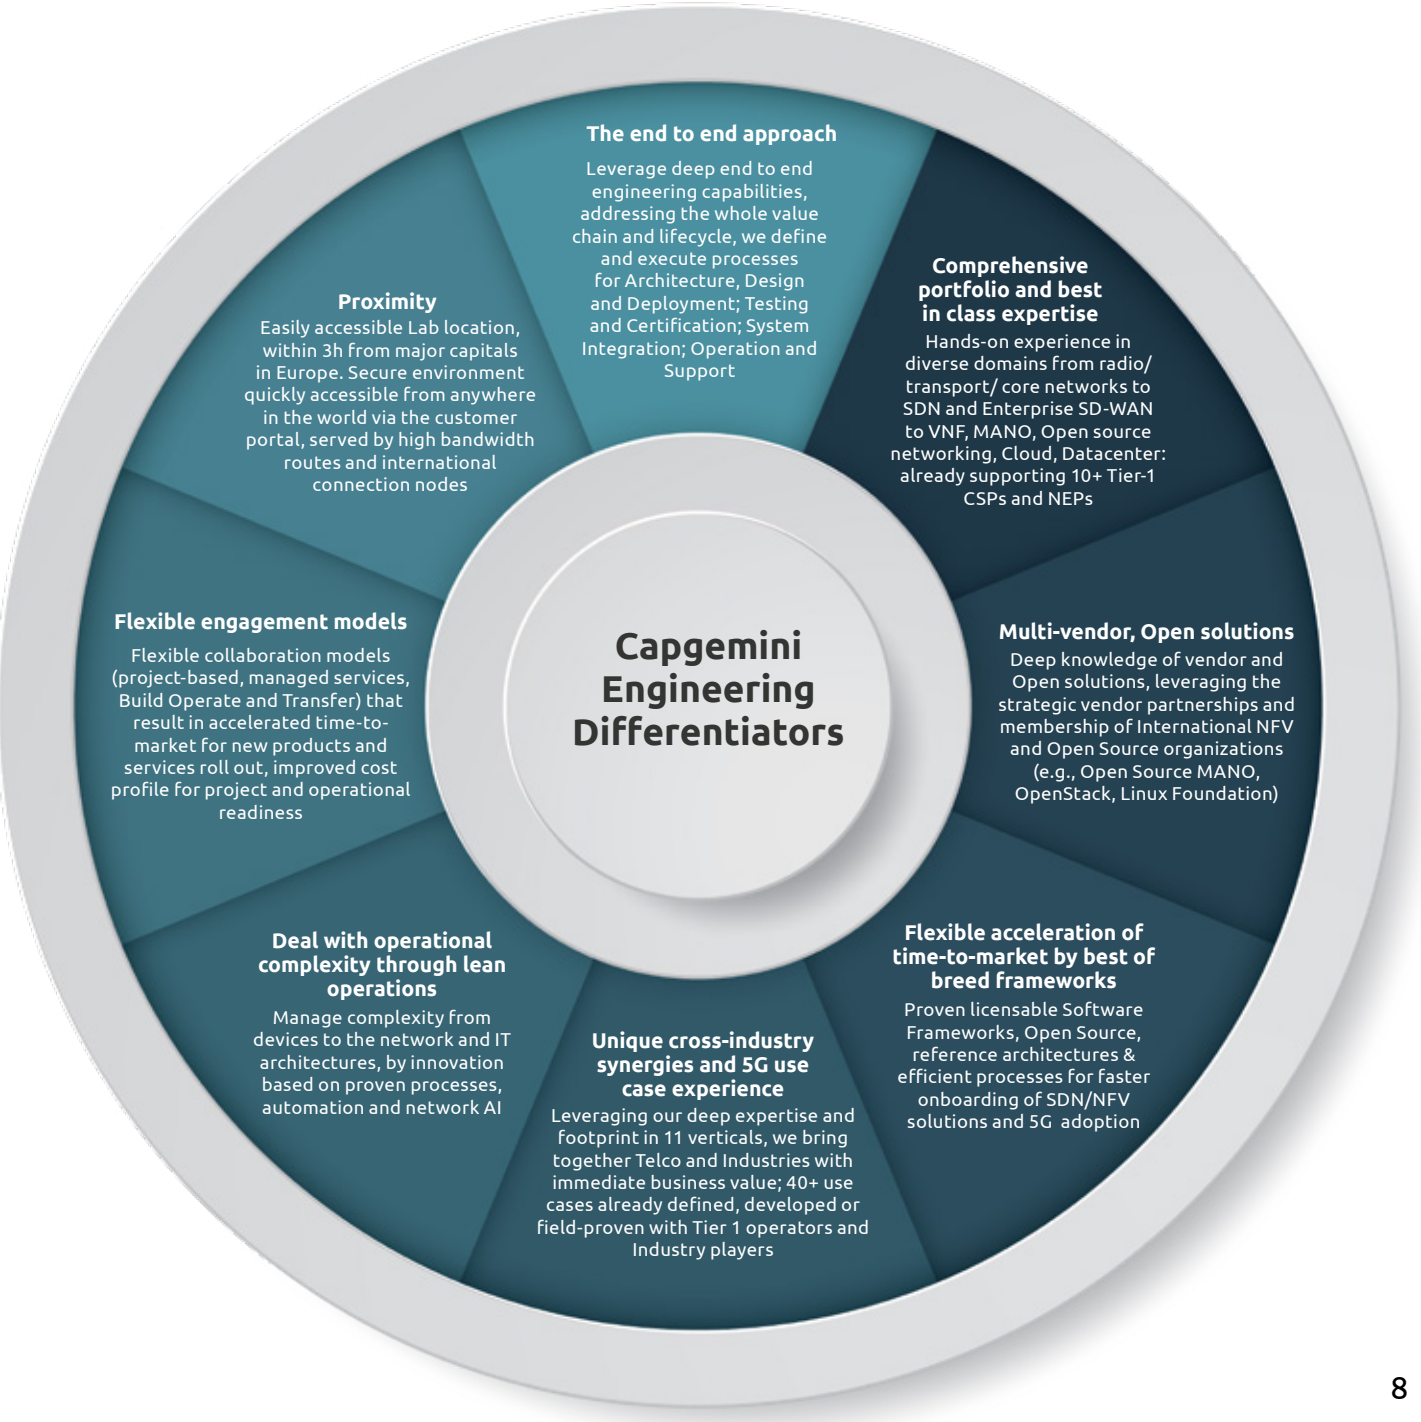 The end to end approach
Leverage deep end to end
engineering capabilities,
addressing the whole value
chain and lifecycle, we define
and execute processes
for Architecture, Design
and Deployment; Testing
and Certification; System
Integration; Operation and
Support
Comprehensive
portfolio and best
in class expertise
Hands-on experience in
diverse domains from radio/
transport/ core networks to
SDN and Enterprise SD-WAN
to VNF, MANO, Open source
networking, Cloud, Datacenter:
already supporting 10+ Tier-1
CSPs and NEPs
Multi-vendor, Open solutions
Deep knowledge of vendor and
Open solutions, leveraging the
strategic vendor partnerships and
membership of International NFV
and Open Source organizations
(e.g., Open Source MANO,
OpenStack, Linux Foundation)
Flexible acceleration of
time-to-market by best of
breed frameworks
Proven licensable Software
Frameworks, Open Source,
reference architectures &
efficient processes for faster
onboarding of SDN/NFV
solutions and 5G adoption
Unique cross-industry
synergies and 5G use
case experience
Leveraging our deep expertise and
footprint in 11 verticals, we bring
together Telco and Industries with
immediate business value; 40+ use
cases already defined, developed or
field-proven with Tier 1 operators and
Industry players
Deal with operational
complexity through lean
operations
Manage complexity from
devices to the network and IT
architectures, by innovation
based on proven processes,
automation and network AI
Flexible engagement models
Flexible collaboration models
(project-based, managed services,
Build Operate and Transfer) that
result in accelerated time-to-
market for new products and
services roll out, improved cost
profile for project and operational
readiness
Proximity
Easily accessible Lab location,
within 3h from major capitals
in Europe. Secure environment
quickly accessible from anywhere
in the world via the customer
portal, served by high bandwidth
routes and international
connection nodes
Capgemini
Engineering
Differentiators
8